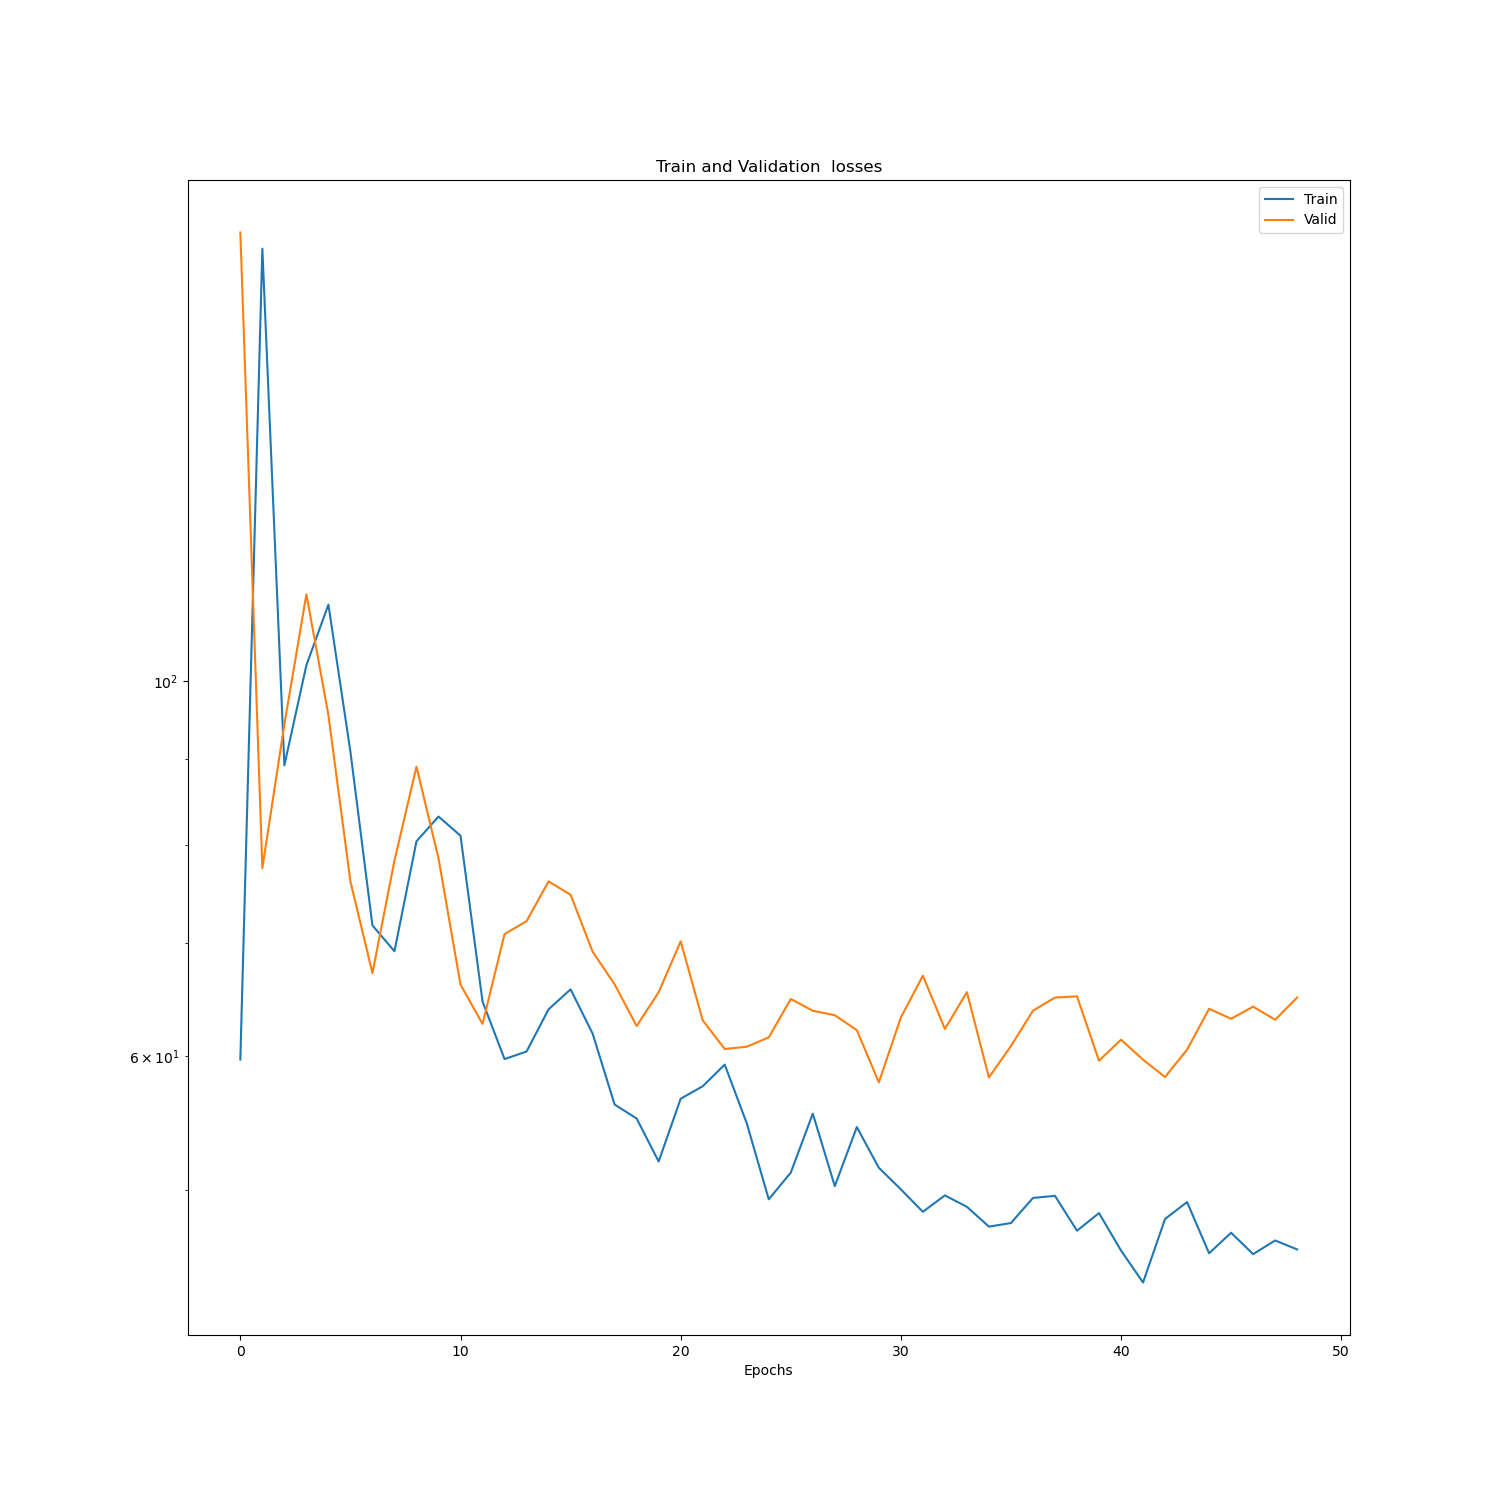 Train and Validation  losses
Train
Valid
10²
6 × 10¹
0 10 20 30 40 50
Epochs